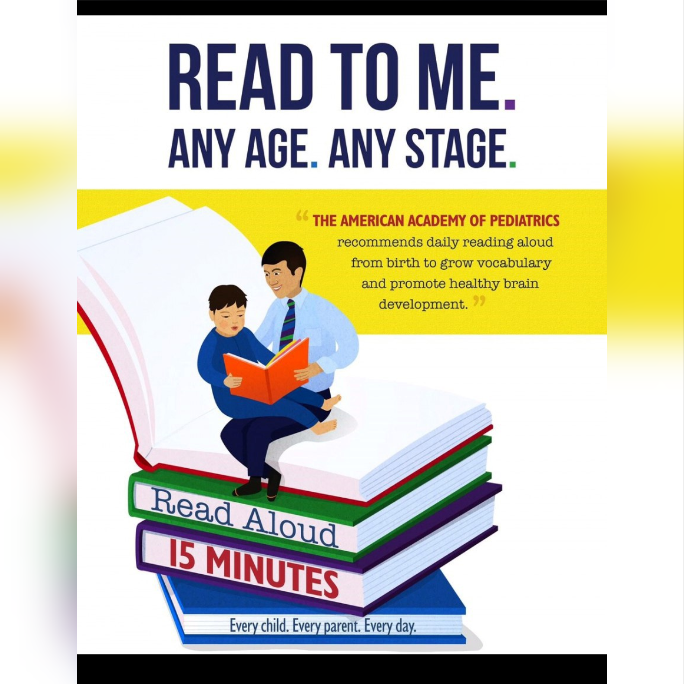 READ TO ME.
ANY AGE. ANY STAGE.
“ THE AMERICAN ACADEMY OF PEDIATRICS
recommends daily reading aloud
from birth to grow vocabulary
and promote healthy brain
development. ”
Read Aloud
15 MINUTES
Every child. Every parent. Every day.